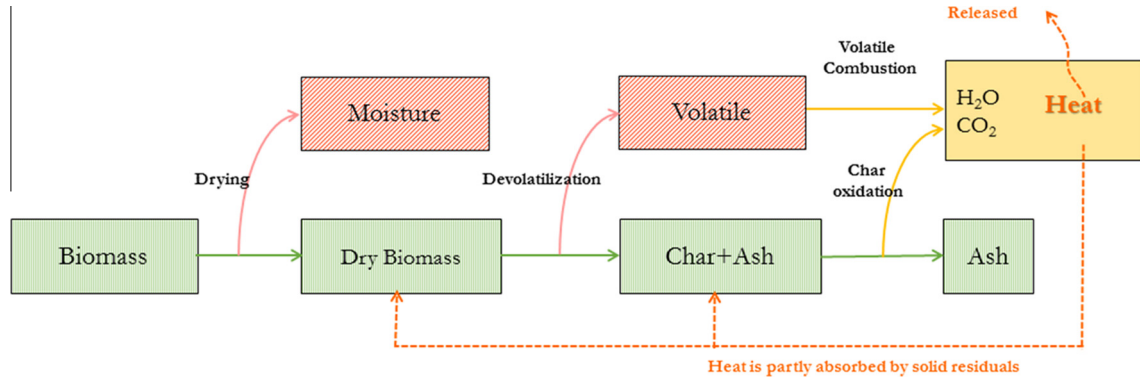 Released
Volatile
Combustion
Moisture
Volatile
H₂O
CO₂
Heat
Drying
Devolatilization
Char
oxidation
Biomass
Dry Biomass
Char+Ash
Ash
Heat is partly absorbed by solid residuals